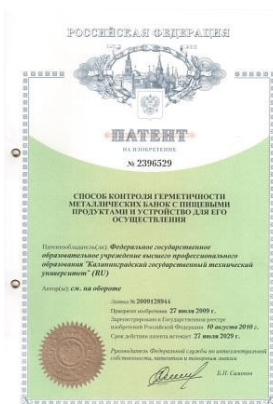 РОССИЙСКАЯ ФЕДЕРАЦИЯ
ПАТЕНТ
НА ИЗОБРЕТЕНИЕ
№ 2396529
СПОСОБ КОНТРОЛЯ ГЕРМЕТИЧНОСТИ
МЕТАЛЛИЧЕСКИХ БАНОК С ПИЩЕВЫМИ
ПРОДУКТАМИ И УСТРОЙСТВО ДЛЯ ЕГО
ОСУЩЕСТВЛЕНИЯ
Патентообладатель(ли): Федеральное государственное
образовательное учреждение высшего профессионального
образования "Калининградский государственный технический
университет" (RU)
Автор(ы): см. на обороте
Заявка № 2009128944
Приоритет изобретения 27 июля 2009 г.
Зарегистрировано в Государственном реестре
изобретений Российской Федерации 10 августа 2010 г.
Срок действия патента истекает 27 июля 2029 г.
Руководитель Федеральной службы по интеллектуальной
собственности, патентам и товарным знакам
Б.П. Симонов